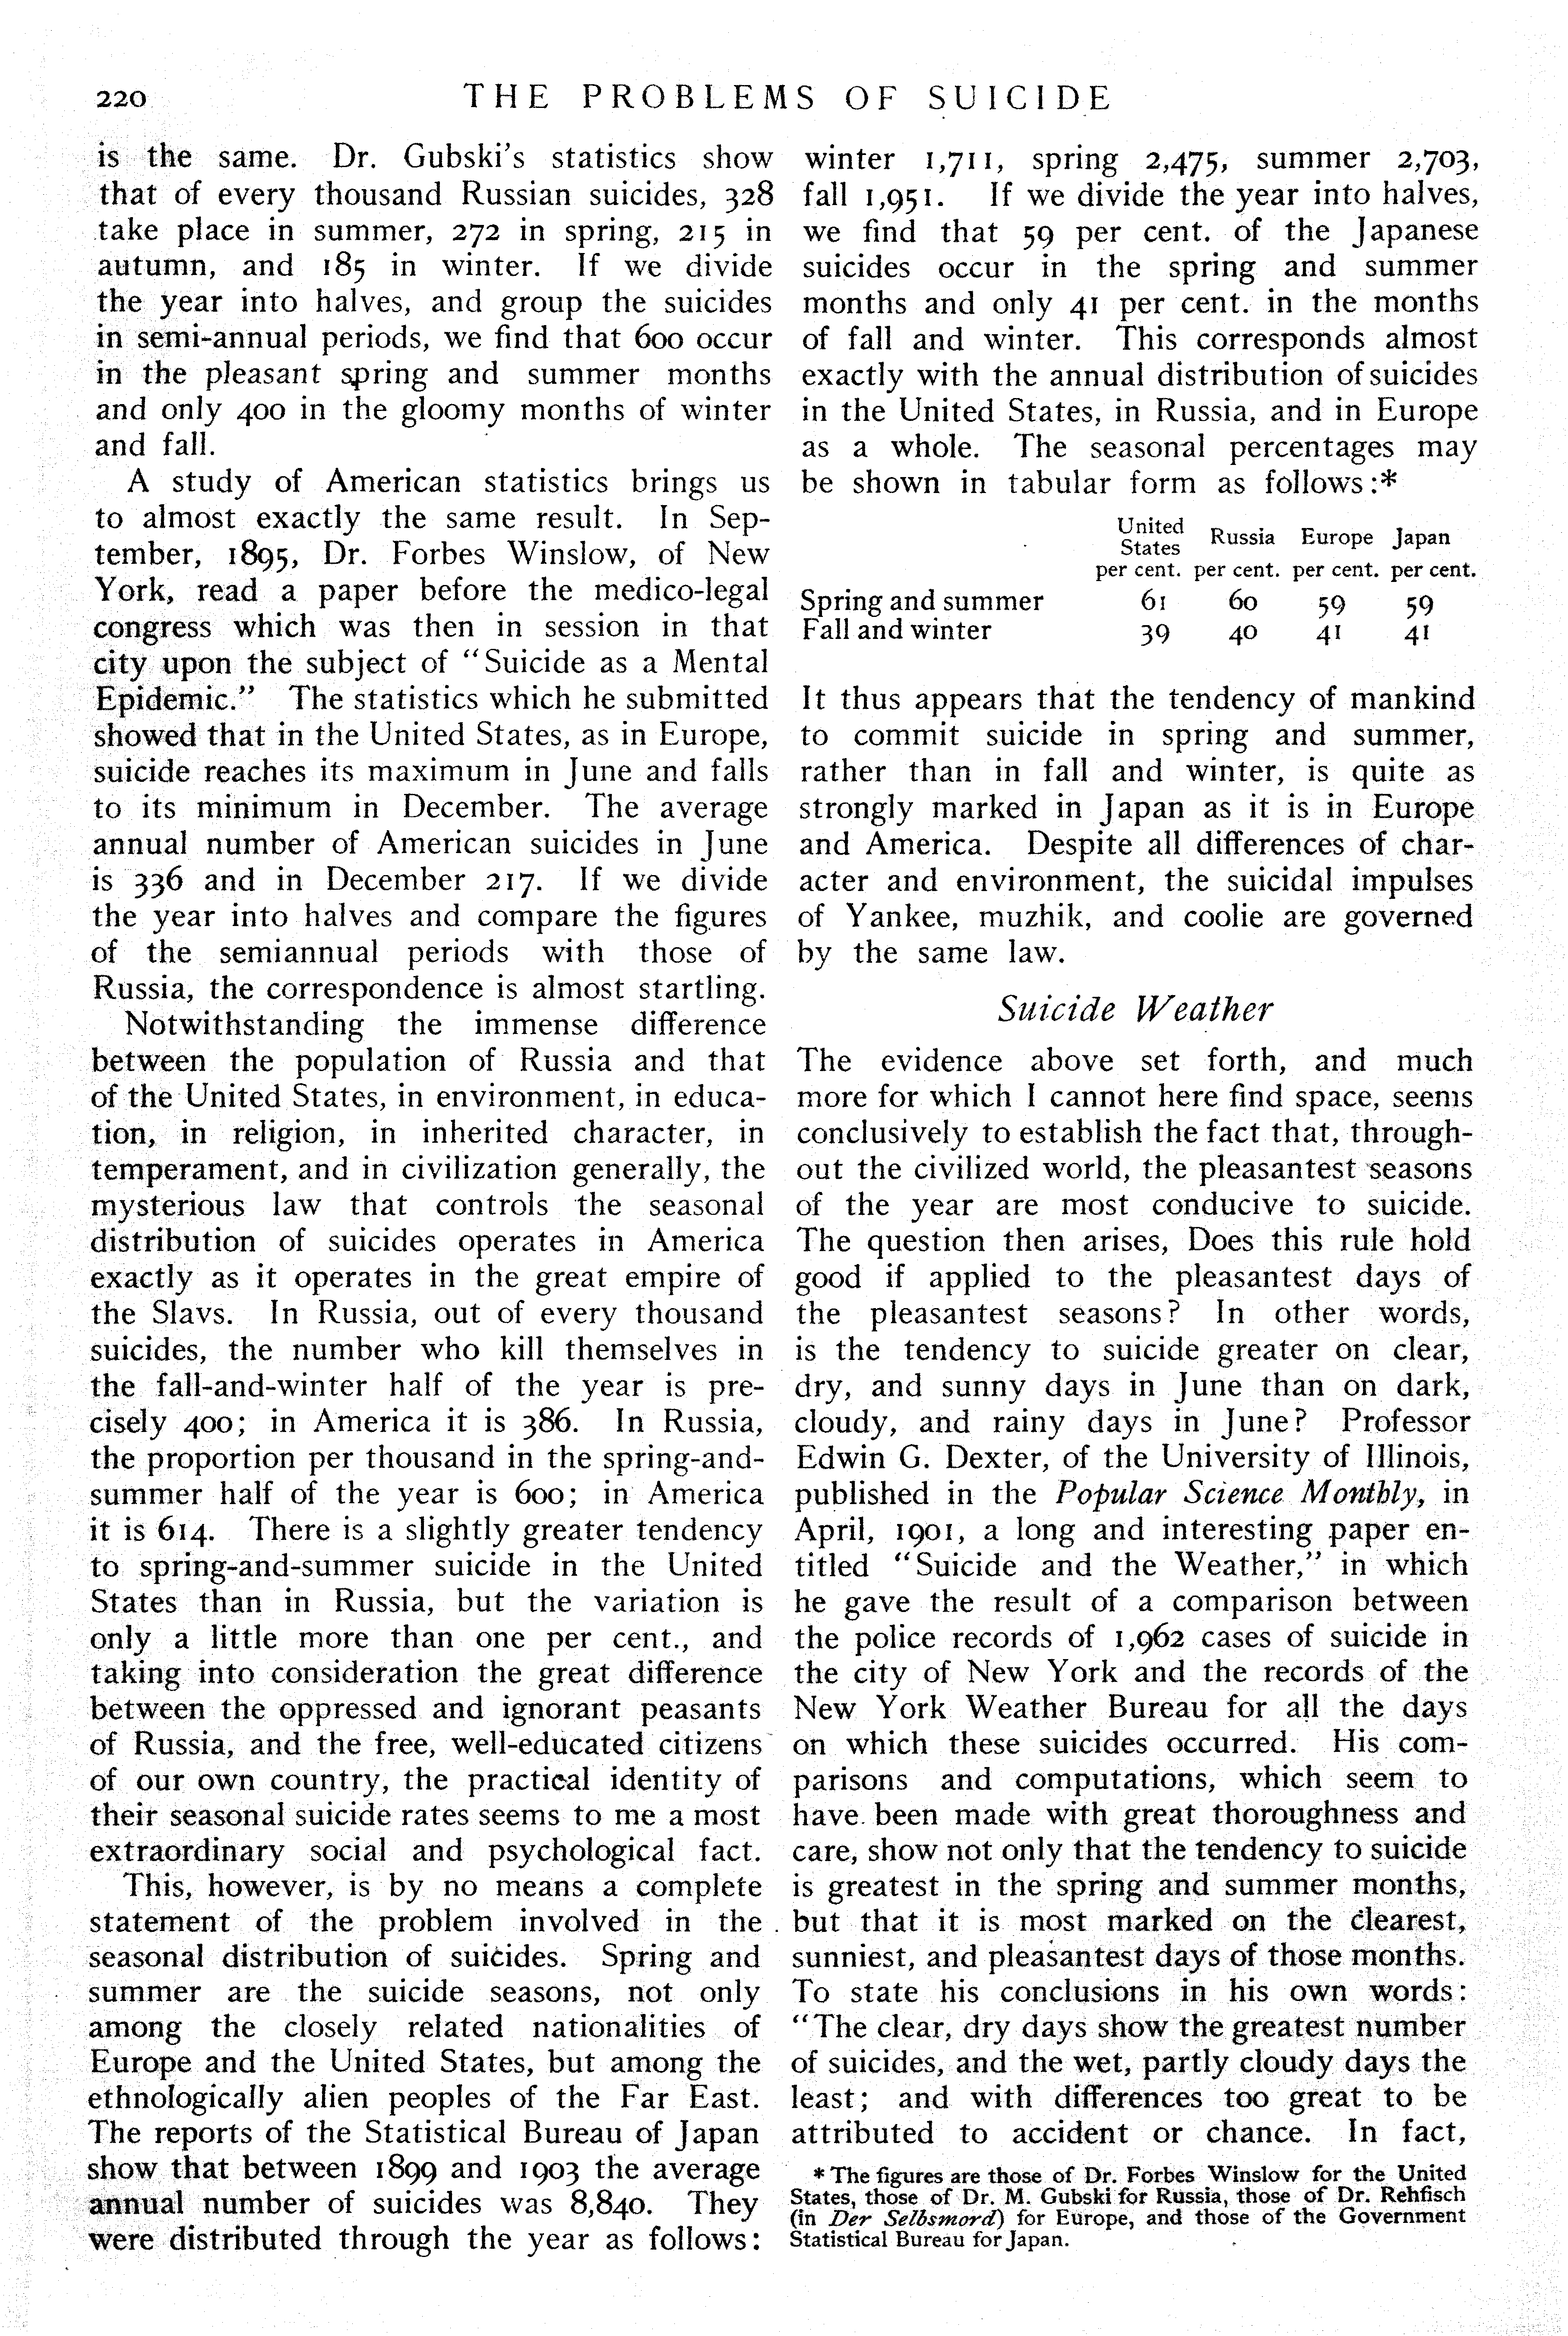 220 THE PROBLEMS OF SUICIDE
is the same. Dr. Gubski's statistics show
that of every thousand Russian suicides, 328
take place in summer, 272 in spring, 215 in
autumn, and 185 in winter. If we divide
the year into halves, and group the suicides
in semi-annual periods, we find that 600 occur
in the pleasant spring and summer months
and only 400 in the gloomy months of winter
and fall.
A study of American statistics brings us
to almost exactly the same result. In Sep-
tember, 1895, Dr. Forbes Winslow, of New
York, read a paper before the medico-legal
congress which was then in session in that
city upon the subject of "Suicide as a Mental
Epidemic." The statistics which he submitted
showed that in the United States, as in Europe,
suicide reaches its maximum in June and falls
to its minimum in December. The average
annual number of American suicides in June
is 336 and in December 217. If we divide
the year into halves and compare the figures
of the semiannual periods with those of
Russia, the correspondence is almost startling.
Notwithstanding the immense difference
between the population of Russia and that
of the United States, in environment, in educa-
tion, in religion, in inherited character, in
temperament, and in civilization generally, the
mysterious law that controls the seasonal
distribution of suicides operates in America
exactly as it operates in the great empire of
the Slavs. In Russia, out of every thousand
suicides, the number who kill themselves in
the fall-and-winter half of the year is pre-
cisely 400; in America it is 386. In Russia,
the proportion per thousand in the spring-and-
summer half of the year is 600; in America
it is 614. There is a slightly greater tendency
to spring-and-summer suicide in the United
States than in Russia, but the variation is
only a little more than one per cent., and
taking into consideration the great difference
between the oppressed and ignorant peasants
of Russia, and the free, well-educated citizens
of our own country, the practical identity of
their seasonal suicide rates seems to me a most
extraordinary social and psychological fact.
This, however, is by no means a complete
statement of the problem involved in the
seasonal distribution of suicides. Spring and
summer are the suicide seasons, not only
among the closely related nationalities of
Europe and the United States, but among the
ethnologically alien peoples of the Far East.
The reports of the Statistical Bureau of Japan
show that between 1899 and 1903 the average
annual number of suicides was 8,840. They
were distributed through the year as follows:
winter 1,711, spring 2,475, summer 2,703,
fall 1,951. If we divide the year into halves,
we find that 59 per cent. of the Japanese
suicides occur in the spring and summer
months and only 41 per cent. in the months
of fall and winter. This corresponds almost
exactly with the annual distribution of suicides
in the United States, in Russia, and in Europe
as a whole. The seasonal percentages may
be shown in tabular form as follows:*
United States Russia Europe Japan
per cent. per cent. per cent. per cent.
Spring and summer 61 60 59 59
Fall and winter 39 40 41 41
It thus appears that the tendency of mankind
to commit suicide in spring and summer,
rather than in fall and winter, is quite as
strongly marked in Japan as it is in Europe
and America. Despite all differences of char-
acter and environment, the suicidal impulses
of Yankee, muzhik, and coolie are governed
by the same law.
Suicide Weather
The evidence above set forth, and much
more for which I cannot here find space, seems
conclusively to establish the fact that, through-
out the civilized world, the pleasantest seasons
of the year are most conducive to suicide.
The question then arises, Does this rule hold
good if applied to the pleasantest days of
the pleasantest seasons? In other words,
is the tendency to suicide greater on clear,
dry, and sunny days in June than on dark,
cloudy, and rainy days in June? Professor
Edwin G. Dexter, of the University of Illinois,
published in the Popular Science Monthly, in
April, 1901, a long and interesting paper en-
titled "Suicide and the Weather," in which
he gave the result of a comparison between
the police records of 1,962 cases of suicide in
the city of New York and the records of the
New York Weather Bureau for all the days
on which these suicides occurred. His com-
parisons and computations, which seem to
have been made with great thoroughness and
care, show not only that the tendency to suicide
is greatest in the spring and summer months,
but that it is most marked on the clearest,
sunniest, and pleasantest days of those months.
To state his conclusions in his own words:
"The clear, dry days show the greatest number
of suicides, and the wet, partly cloudy days the
least; and with differences too great to be
attributed to accident or chance. In fact,
* The figures are those of Dr. Forbes Winslow for the United
States, those of Dr. M. Gubski for Russia, those of Dr. Rehfisch
(in Der Selbsmord) for Europe, and those of the Government
Statistical Bureau for Japan.